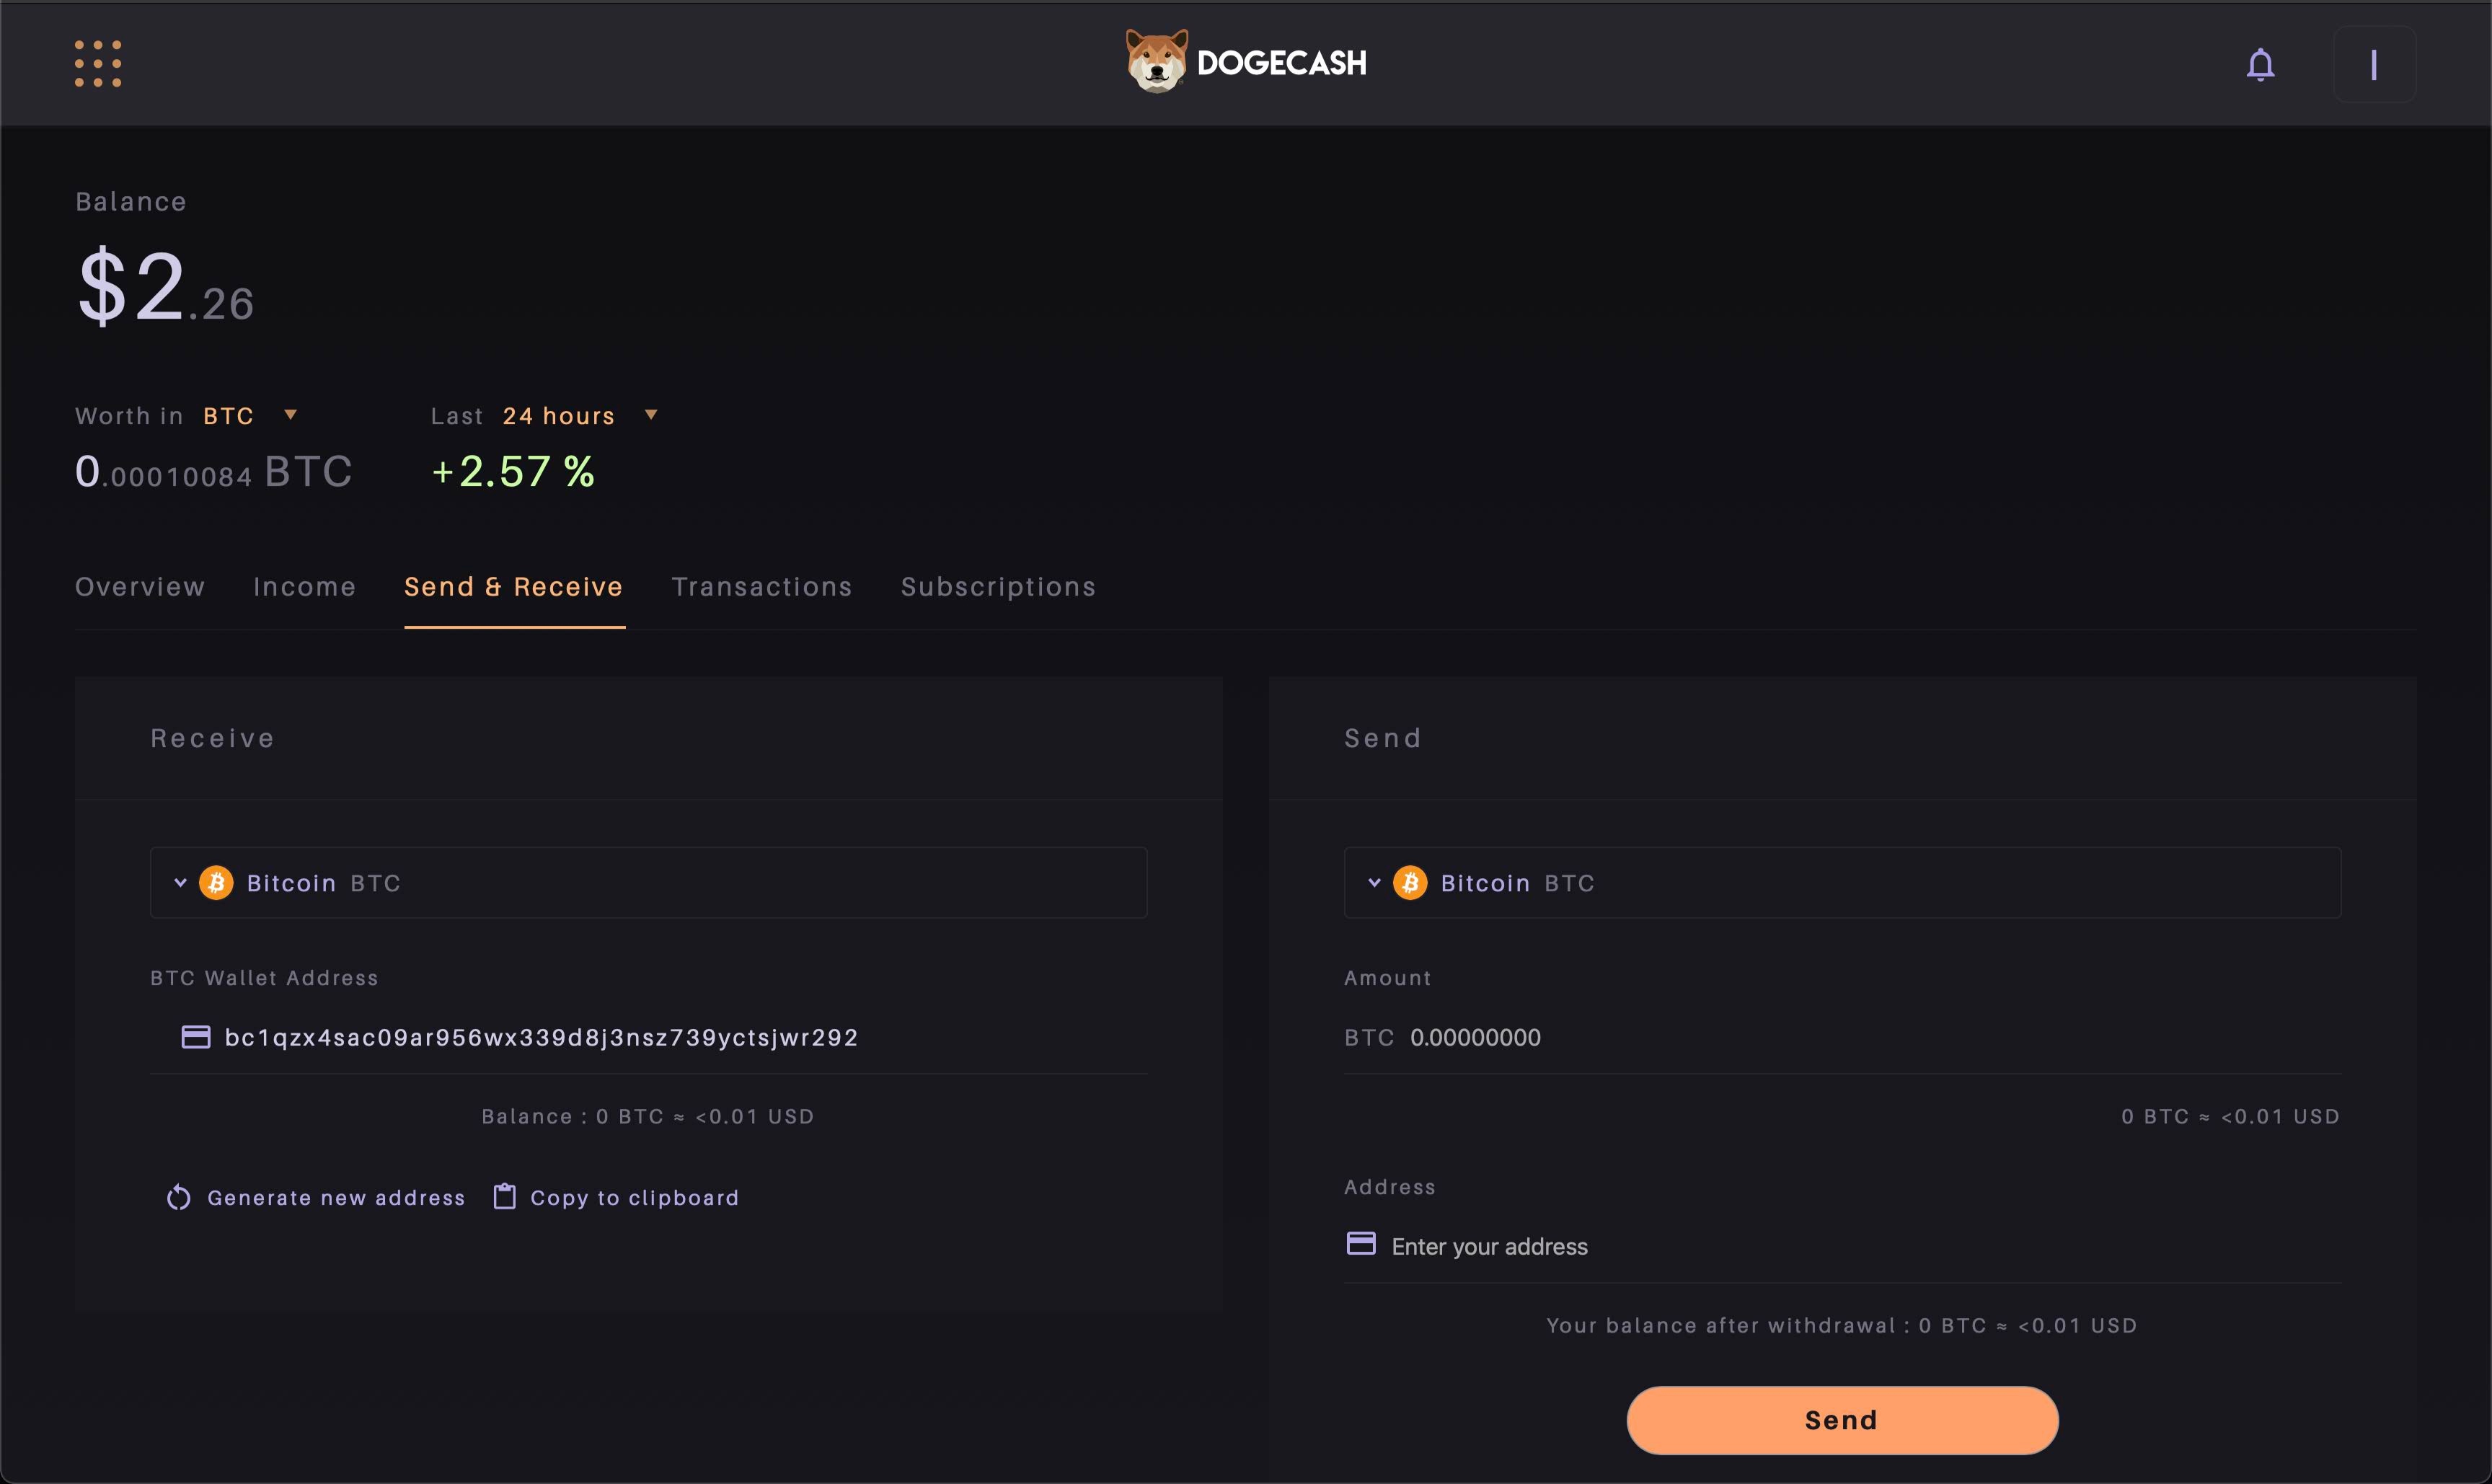 DOGECASH
Balance
$2.26
Worth in BTC
Last 24 hours
0.00010084 BTC
+2.57 %
Overview
Income
Send & Receive
Transactions
Subscriptions
Receive
Bitcoin BTC
BTC Wallet Address
bc1qzx4sac09ar956wx339d8j3nsz739yctsjwr292
Balance : 0 BTC ≈ <0.01 USD
Generate new address
Copy to clipboard
Send
Bitcoin BTC
Amount
BTC 0.00000000
0 BTC ≈ <0.01 USD
Address
Enter your address
Your balance after withdrawal : 0 BTC ≈ <0.01 USD
Send